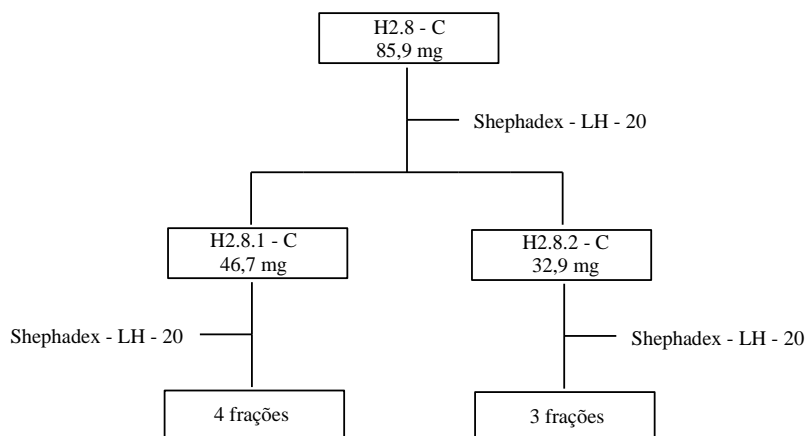 H2.8 - C
85,9 mg
Shephadex - LH - 20
H2.8.1 - C
46,7 mg
H2.8.2 - C
32,9 mg
Shephadex - LH - 20
Shephadex - LH - 20
4 frações
3 frações